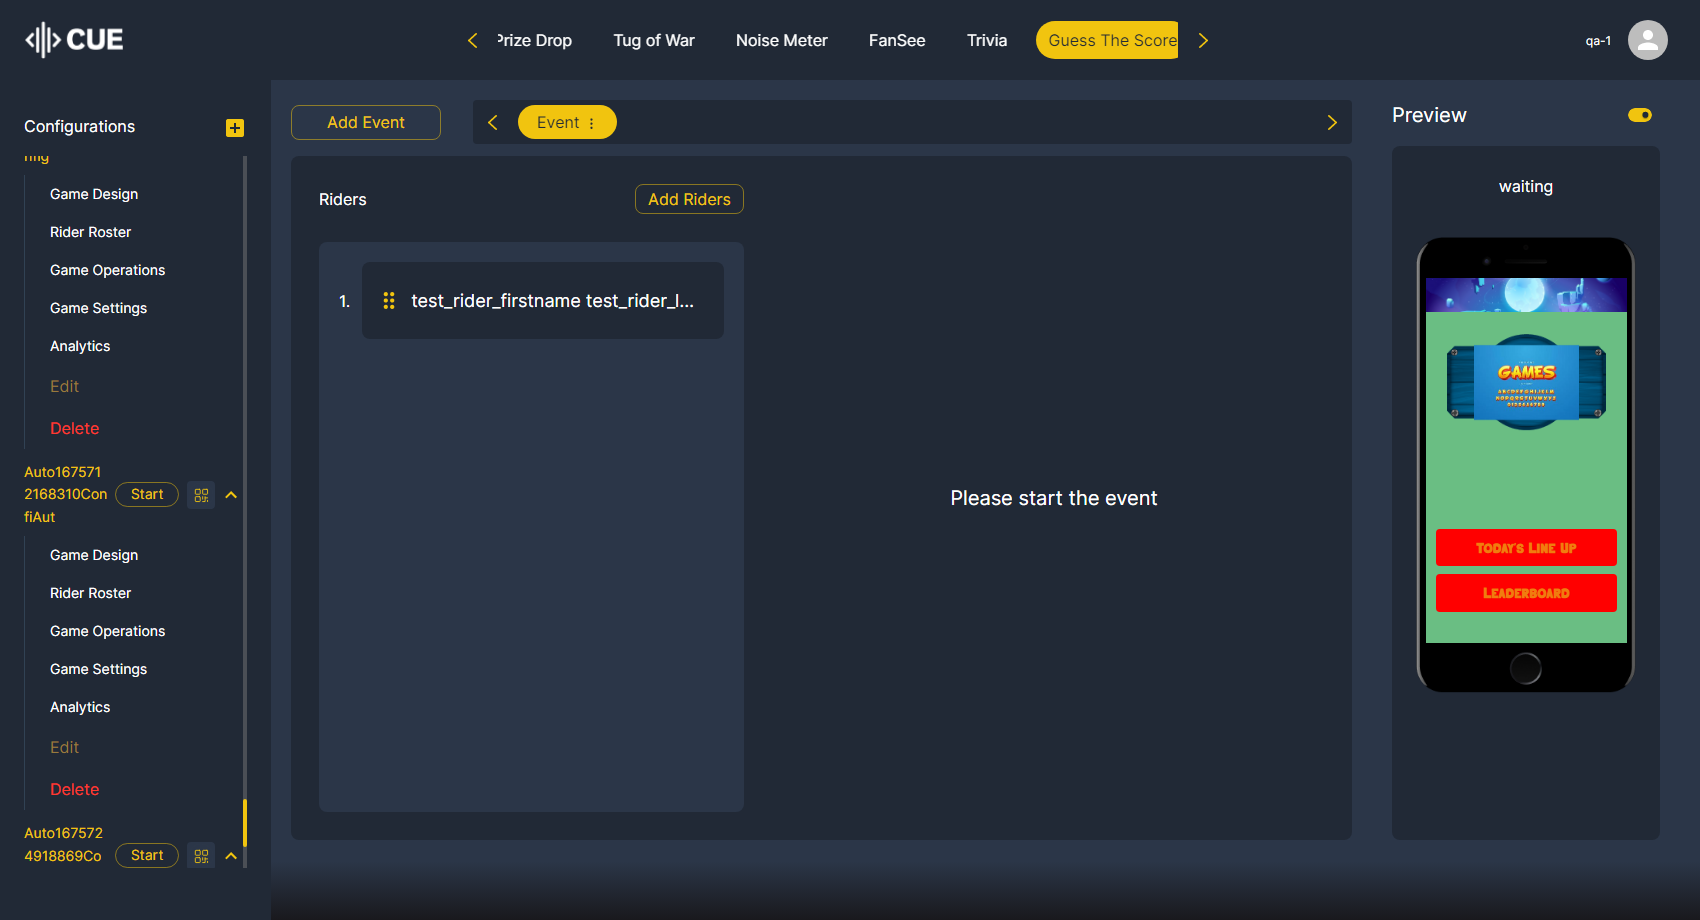 CUE
Prize Drop
Tug of War
Noise Meter
FanSee
Trivia
Guess The Score
qa-1
Configurations
Game Design
Rider Roster
Game Operations
Game Settings
Analytics
Edit
Delete
Auto167571
2168310Con
fiAut
Start
Game Design
Rider Roster
Game Operations
Game Settings
Analytics
Edit
Delete
Auto167572
4918869Co
Start
Add Event
Event
Riders
Add Riders
1.
test_rider_firstname test_rider_l...
Please start the event
Preview
waiting
GAMES
Today's Line Up
Leaderboard